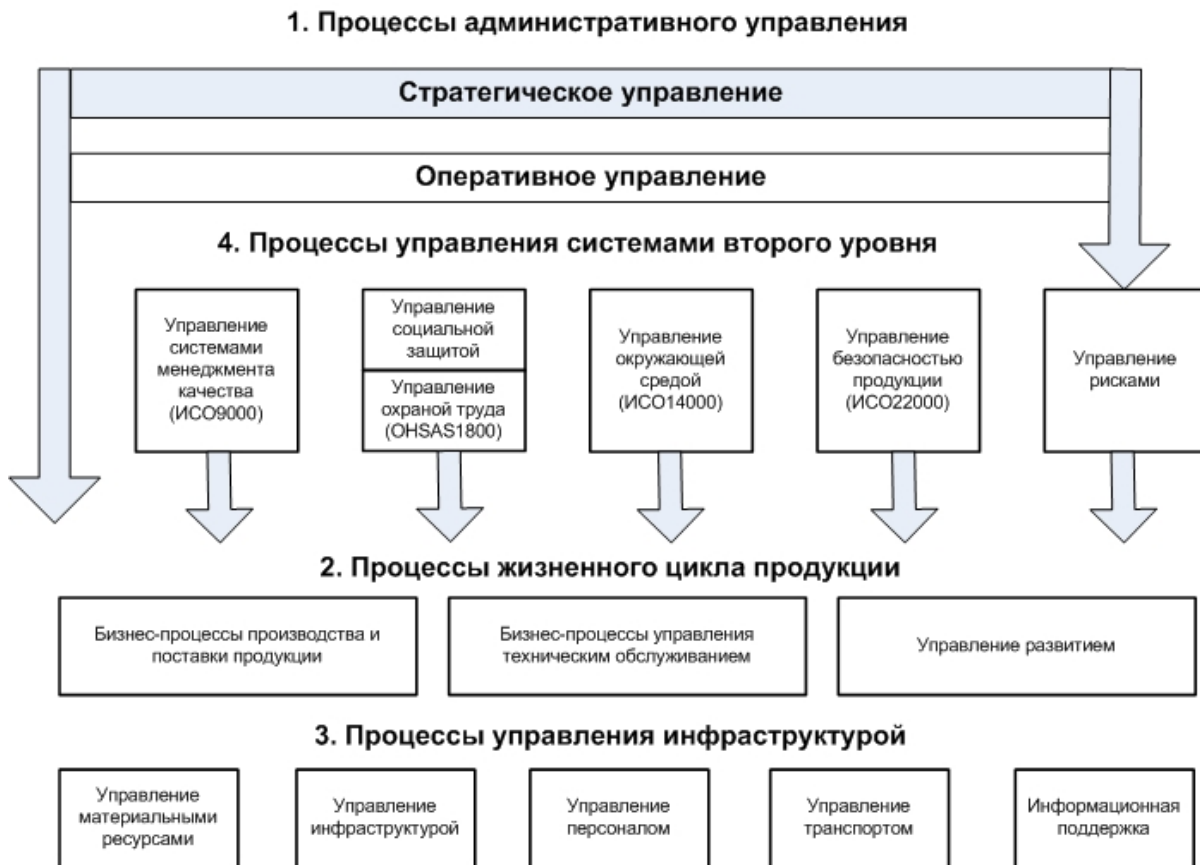 1. Процессы административного управления
Стратегическое управление
Оперативное управление
4. Процессы управления системами второго уровня
Управление
системами
менеджмента
качества
(ИСО9000)
Управление
социальной
защитой
Управление
охраной труда
(OHSAS1800)
Управление
окружающей
средой
(ИСО14000)
Управление
безопасностью
продукции
(ИСО22000)
Управление
рисками
2. Процессы жизненного цикла продукции
Бизнес-процессы производства и
поставки продукции
Бизнес-процессы управления
техническим обслуживанием
Управление развитием
3. Процессы управления инфраструктурой
Управление
материальными
ресурсами
Управление
инфраструктурой
Управление
персоналом
Управление
транспортом
Информационная
поддержка